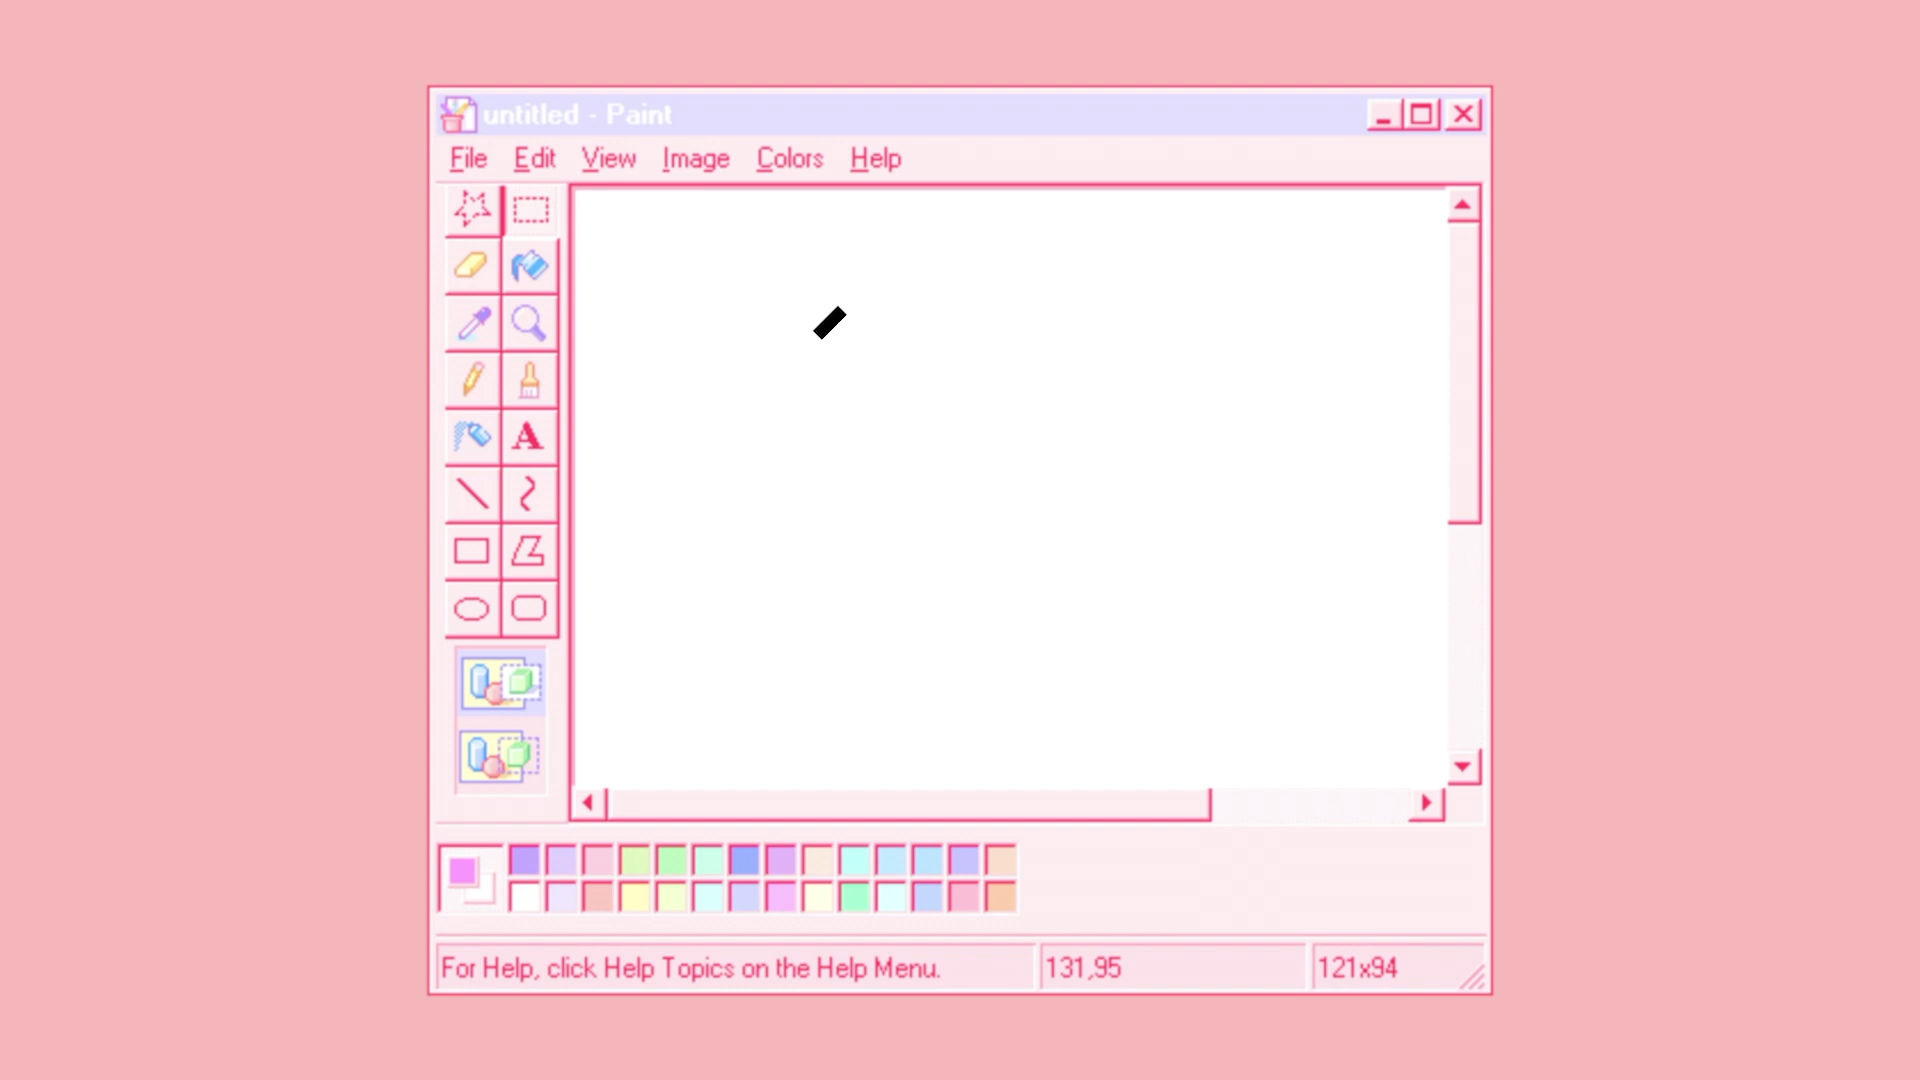 untitled - Paint
File Edit View Image Colors Help
A
For Help, click Help Topics on the Help Menu. 131,95 121x94